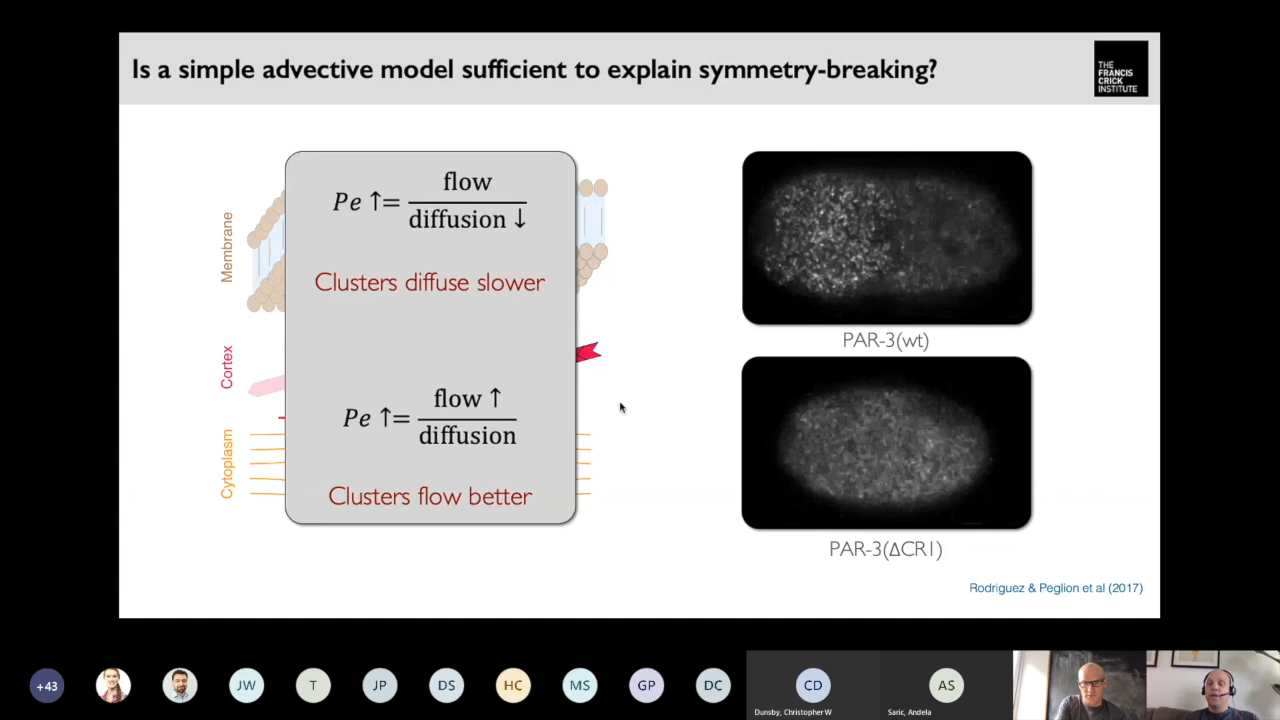 Is a simple advective model sufficient to explain symmetry-breaking?
THE
FRANCIS
CRICK
INSTITUTE
Membrane
Cortex
Cytoplasm
Pe ↑= flow / diffusion ↓
Clusters diffuse slower
Pe ↑= flow ↑ / diffusion
Clusters flow better
PAR-3(wt)
PAR-3(ΔCR1)
Rodriguez & Peglion et al (2017)
+43
JW
T
JP
DS
HC
MS
GP
DC
CD
AS
Dunsby, Christopher W
Saric, Andela